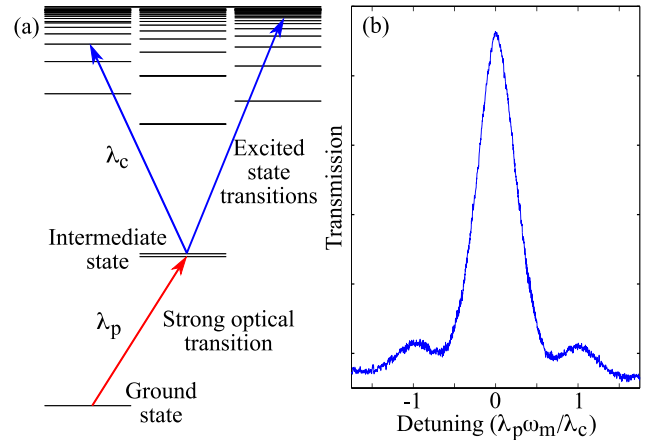 (a)
λc
Excited
state
transitions
Intermediate
state
λp
Strong optical
transition
Ground
state
(b)
Transmission
-1 0 1
Detuning (λpωm/λc)